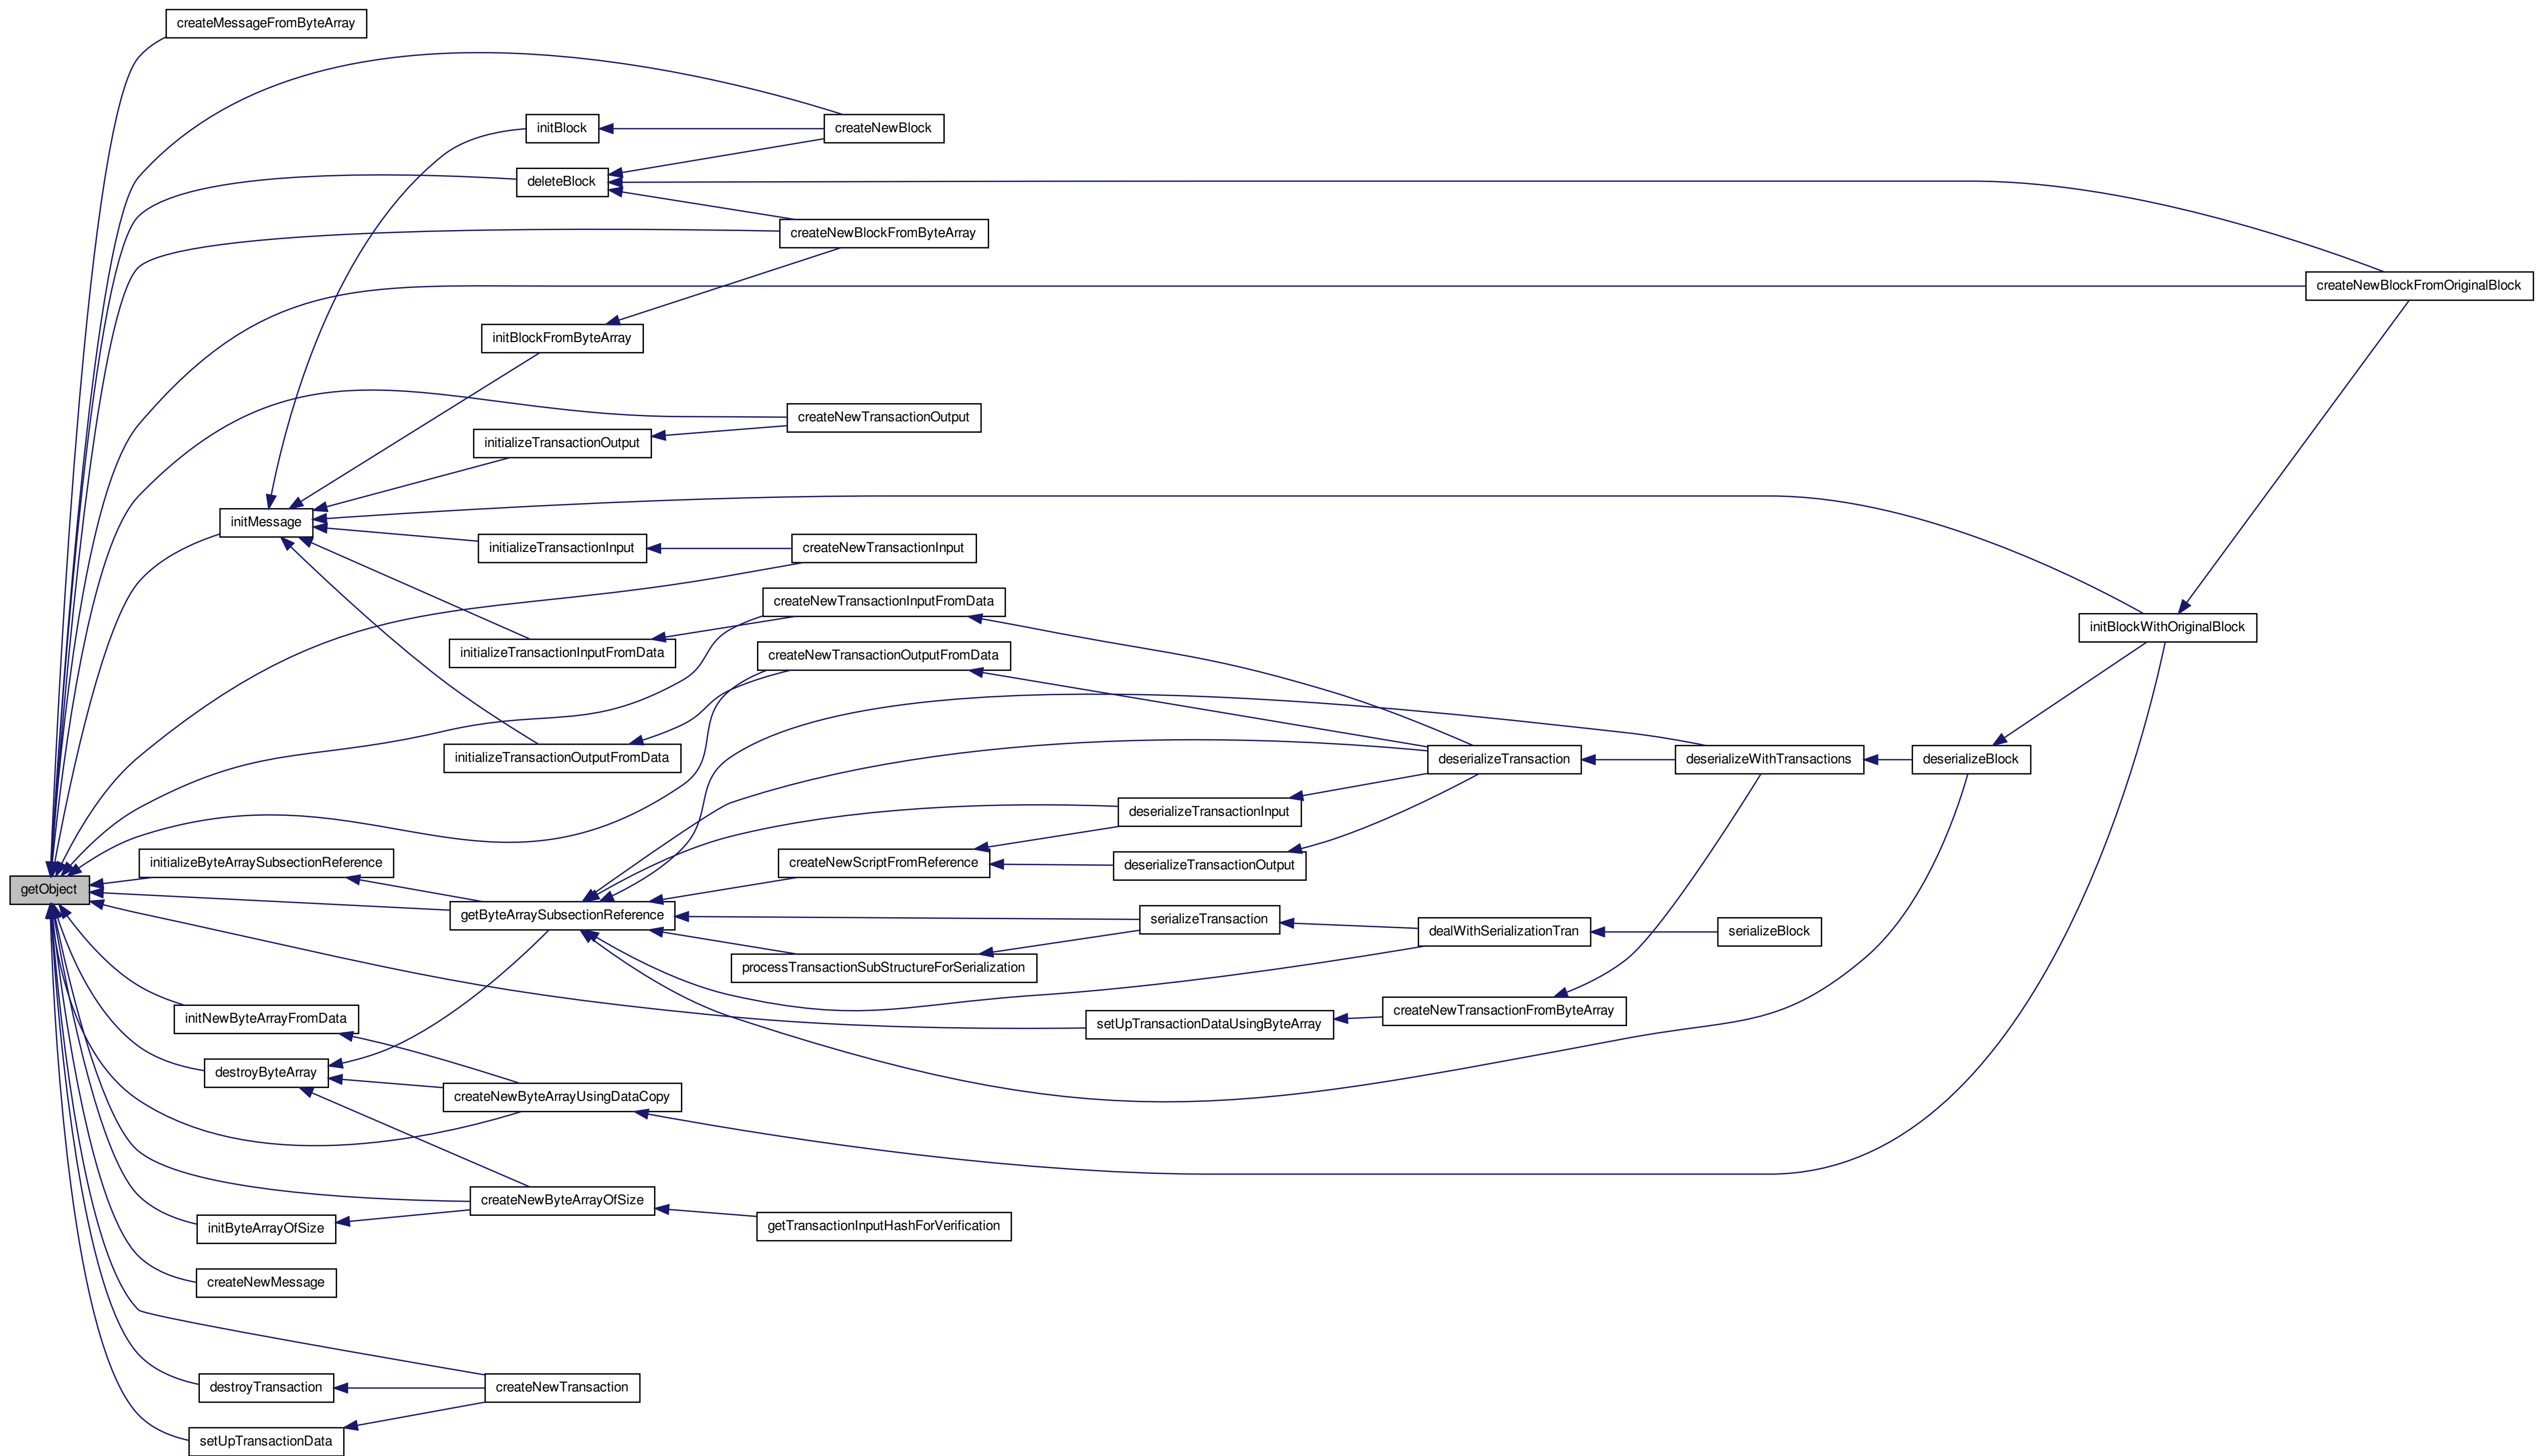 createMessageFromByteArray
initBlock
createNewBlock
deleteBlock
createNewBlockFromByteArray
createNewBlockFromOriginalBlock
initBlockFromByteArray
createNewTransactionOutput
initializeTransactionOutput
initMessage
initializeTransactionInput
createNewTransactionInput
createNewTransactionInputFromData
initBlockWithOriginalBlock
initializeTransactionInputFromData
createNewTransactionOutputFromData
initializeTransactionOutputFromData
deserializeTransaction
deserializeWithTransactions
deserializeBlock
deserializeTransactionInput
initializeByteArraySubsectionReference
createNewScriptFromReference
deserializeTransactionOutput
getObject
getByteArraySubsectionReference
serializeTransaction
dealWithSerializationTran
serializeBlock
processTransactionSubStructureForSerialization
createNewTransactionFromByteArray
initNewByteArrayFromData
setUpTransactionDataUsingByteArray
destroyByteArray
createNewByteArrayUsingDataCopy
createNewByteArrayOfSize
initByteArrayOfSize
getTransactionInputHashForVerification
createNewMessage
destroyTransaction
createNewTransaction
setUpTransactionData